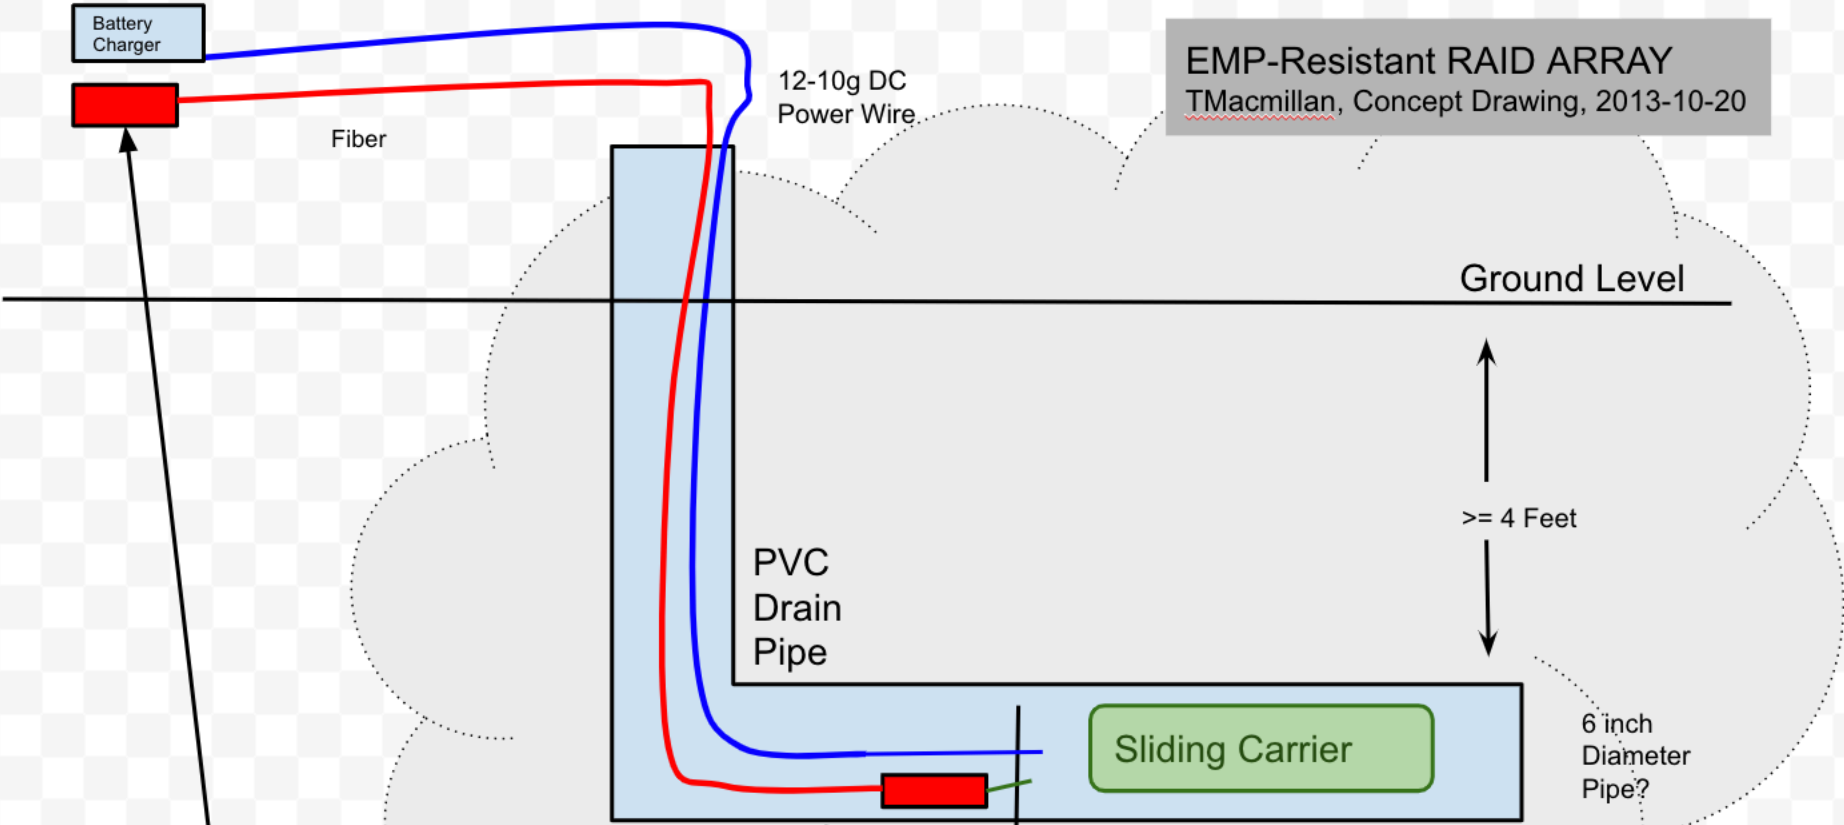 Battery
Charger
EMP-Resistant RAID ARRAY
TMacmillan, Concept Drawing, 2013-10-20
12-10g DC
Power Wire
Fiber
Ground Level
>= 4 Feet
PVC
Drain
Pipe
Sliding Carrier
6 inch
Diameter
Pipe?